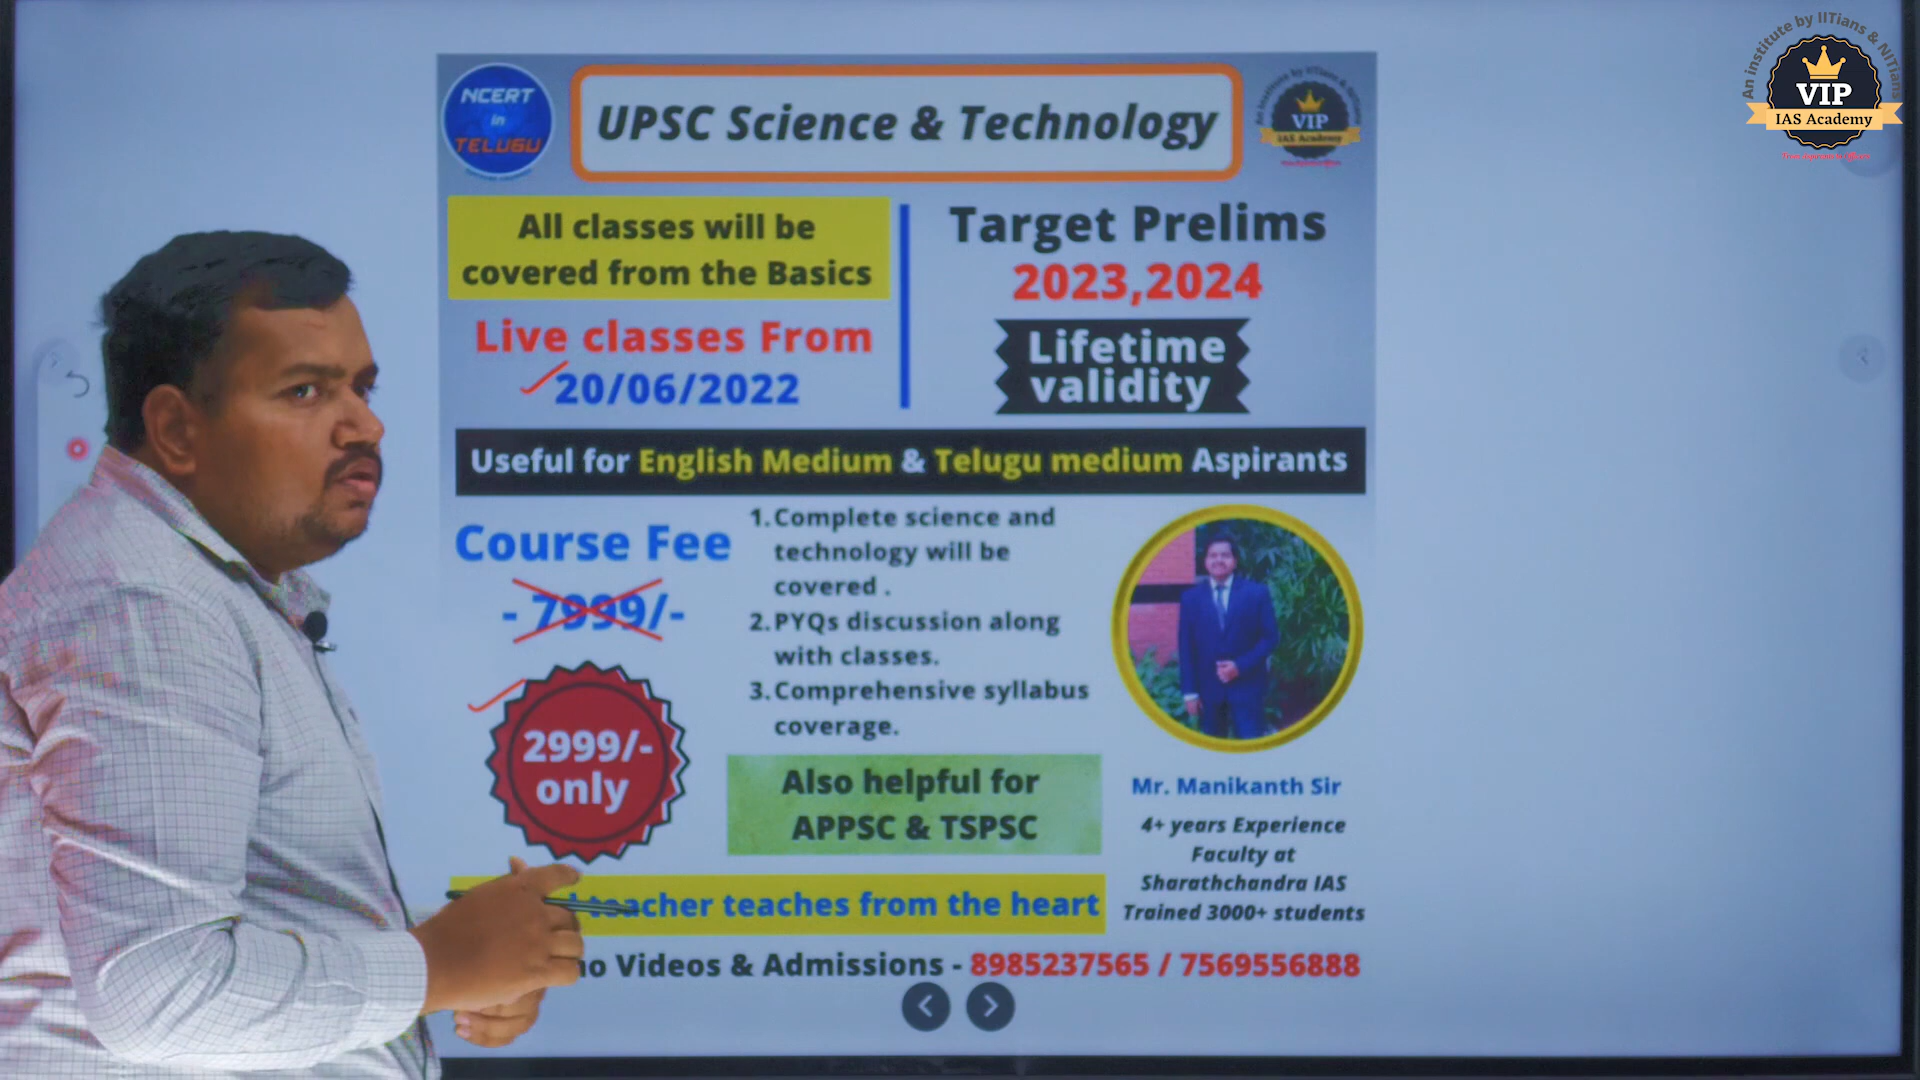 An institute by IITians & NITians
VIP
IAS Academy
NCERT
in
TELUGU
UPSC Science & Technology
VIP
IAS Academy
All classes will be
covered from the Basics
Live classes From
20/06/2022
Target Prelims
2023,2024
Lifetime
validity
Useful for English Medium & Telugu medium Aspirants
Course Fee
- 7999/-
2999/-
only
1. Complete science and
technology will be
covered .
2. PYQs discussion along
with classes.
3. Comprehensive syllabus
coverage.
Also helpful for
APPSC & TSPSC
Mr. Manikanth Sir
4+ years Experience
Faculty at
Sharathchandra IAS
Trained 3000+ students
teacher teaches from the heart
Videos & Admissions - 8985237565 / 7569556888